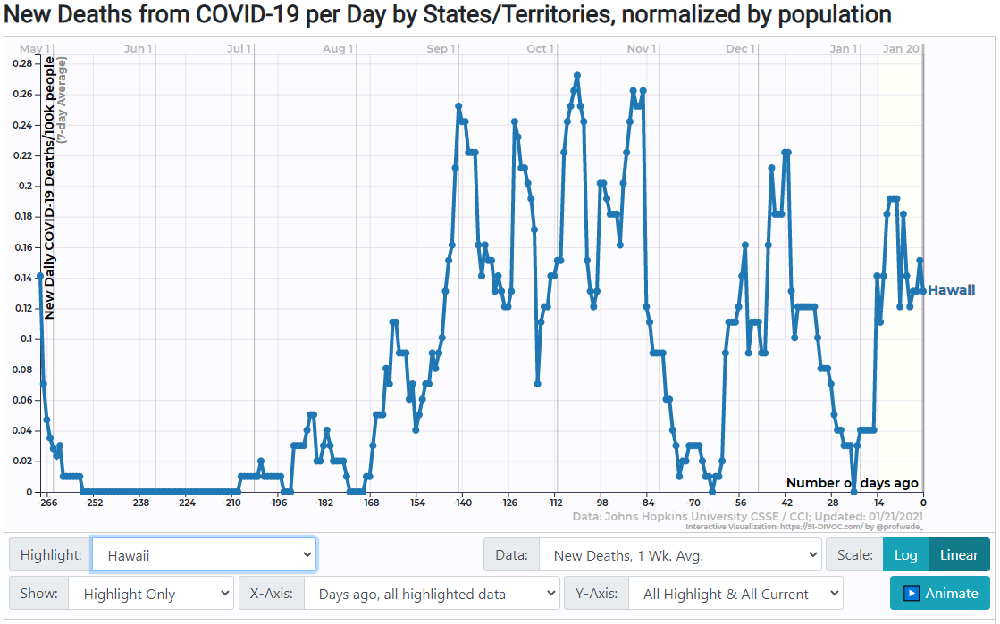 New Deaths from COVID-19 per Day by States/Territories, normalized by population
May 1 Jun 1 Jul 1 Aug 1 Sep 1 Oct 1 Nov 1 Dec 1 Jan 1 Jan 20
New Daily COVID-19 Deaths/100k people
(7-day Average)
0.28
0.26
0.24
0.22
0.2
0.18
0.16
0.14
0.12
0.1
0.08
0.06
0.04
0.02
0
Hawaii
Number of days ago
-266 -252 -238 -224 -210 -196 -182 -168 -154 -140 -126 -112 -98 -84 -70 -56 -42 -28 -14 0
Data: Johns Hopkins University CSSE / CCI; Updated: 01/21/2021
Interactive Visualization: https://91-DIVOC.com/ by @profwade_
Highlight: Hawaii Data: New Deaths, 1 Wk. Avg. Scale: Log Linear
Show: Highlight Only X-Axis: Days ago, all highlighted data Y-Axis: All Highlight & All Current Animate